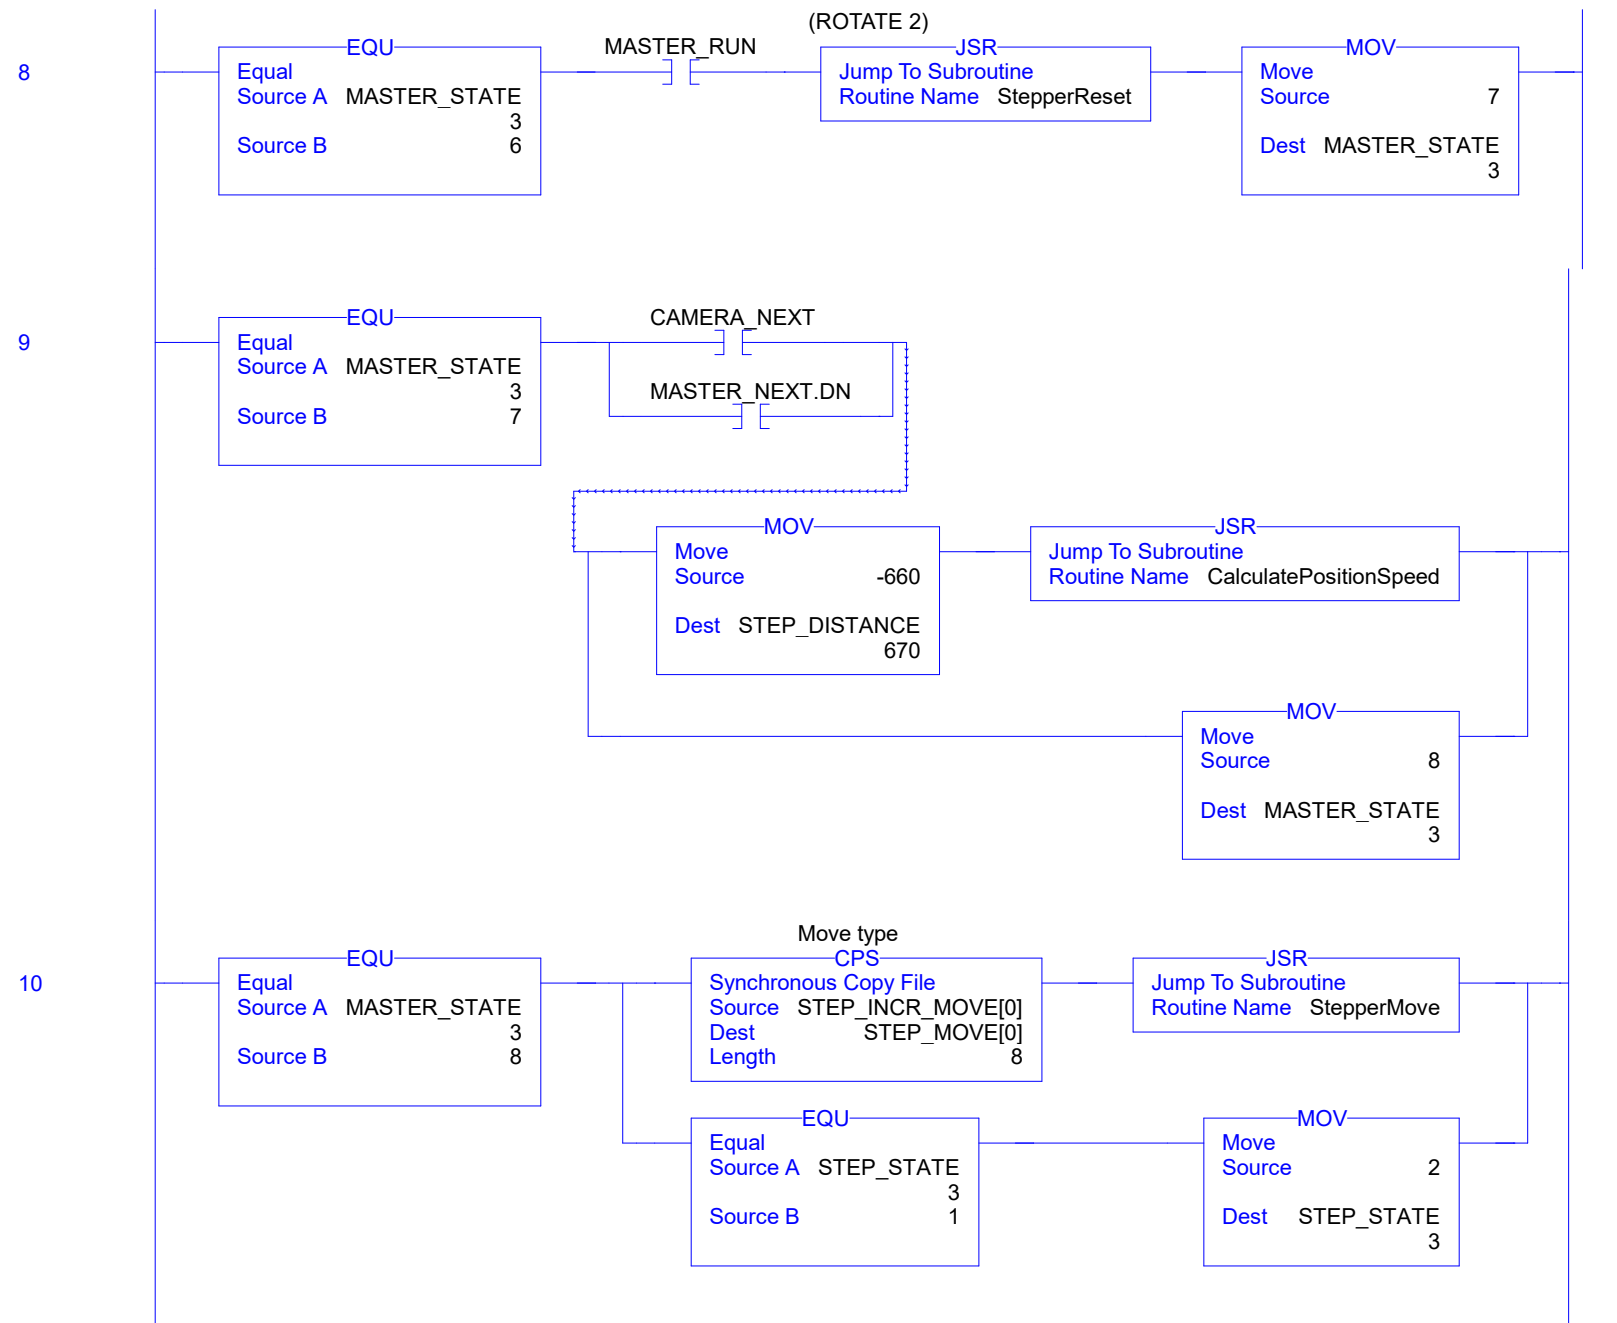 (ROTATE 2)
8
EQU
Equal
Source A MASTER_STATE
3
Source B 6
MASTER_RUN
JSR
Jump To Subroutine
Routine Name StepperReset
MOV
Move
Source 7
Dest MASTER_STATE
3
9
EQU
Equal
Source A MASTER_STATE
3
Source B 7
CAMERA_NEXT
MASTER_NEXT.DN
MOV
Move
Source -660
Dest STEP_DISTANCE
670
JSR
Jump To Subroutine
Routine Name CalculatePositionSpeed
MOV
Move
Source 8
Dest MASTER_STATE
3
10
EQU
Equal
Source A MASTER_STATE
3
Source B 8
Move type
CPS
Synchronous Copy File
Source STEP_INCR_MOVE[0]
Dest STEP_MOVE[0]
Length 8
JSR
Jump To Subroutine
Routine Name StepperMove
EQU
Equal
Source A STEP_STATE
3
Source B 1
MOV
Move
Source 2
Dest STEP_STATE
3